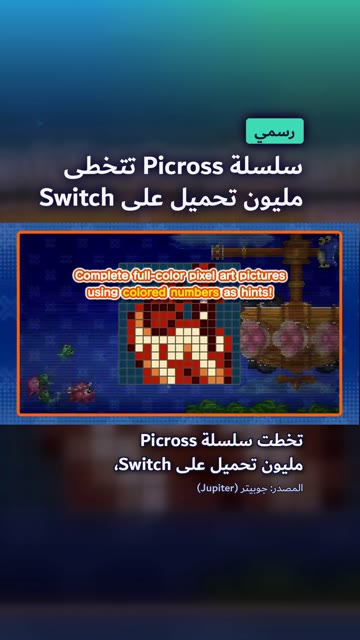 رسمي
سلسلة Picross تتخطى
مليون تحميل على Switch
Complete full-color pixel art pictures
using colored numbers as hints!
تخطت سلسلة Picross
مليون تحميل على Switch،
المصدر: جوبيتر (Jupiter)